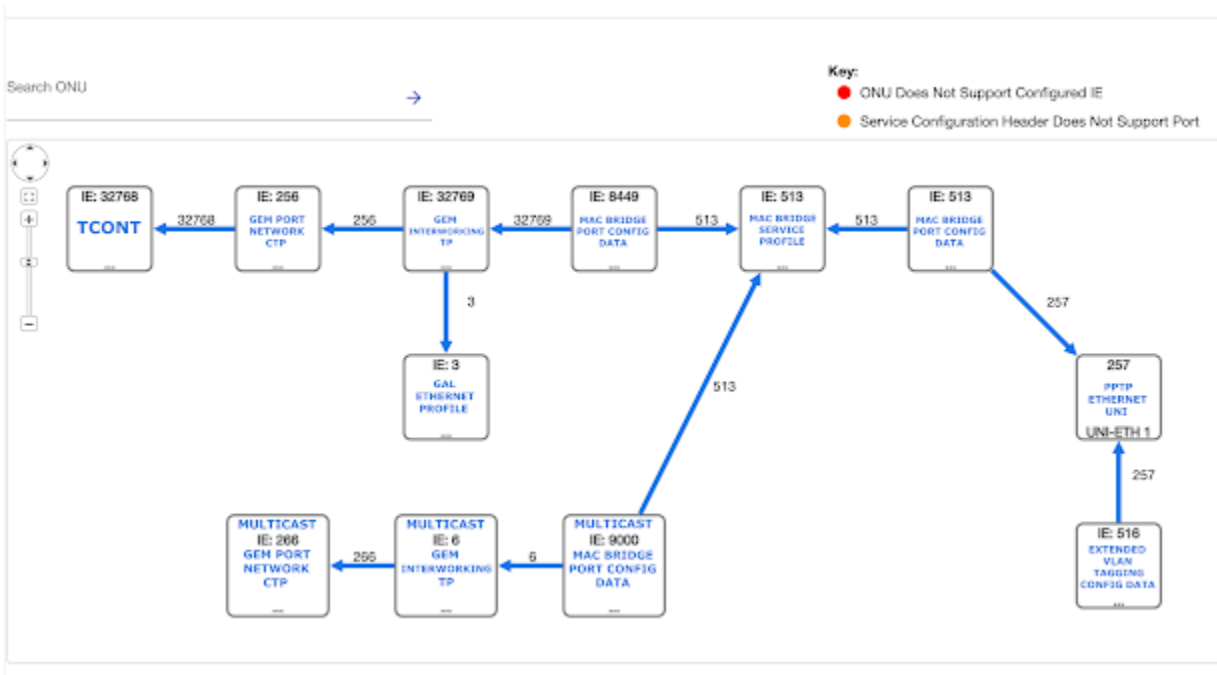 Key:
Search ONU
ONU Does Not Support Configured IE
Service Configuration Header Does Not Support Port
IE: 32768
TCONT
32768
IE: 256
GEM PORT
NETWORK
CTP
256
IE: 32769
GEM
INTERWORKING
TP
32769
IE: 8449
MAC BRIDGE
PORT CONFIG
DATA
513
IE: 513
MAC BRIDGE
SERVICE
PROFILE
513
IE: 513
MAC BRIDGE
PORT CONFIG
DATA
3
257
IE: 3
GAL
ETHERNET
PROFILE
513
257
PPTP
ETHERNET
UNI
UNI-ETH 1
257
MULTICAST
IE: 266
GEM PORT
NETWORK
CTP
266
MULTICAST
IE: 6
GEM
INTERWORKING
TP
6
MULTICAST
IE: 9000
MAC BRIDGE
PORT CONFIG
DATA
IE: 516
EXTENDED
VLAN
TAGGING
CONFIG DATA